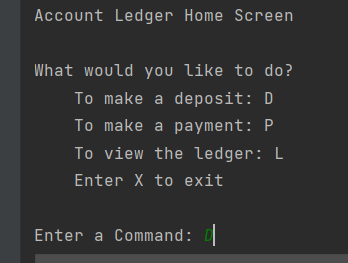 Account Ledger Home Screen
What would you like to do?
To make a deposit: D
To make a payment: P
To view the ledger: L
Enter X to exit
Enter a Command: D